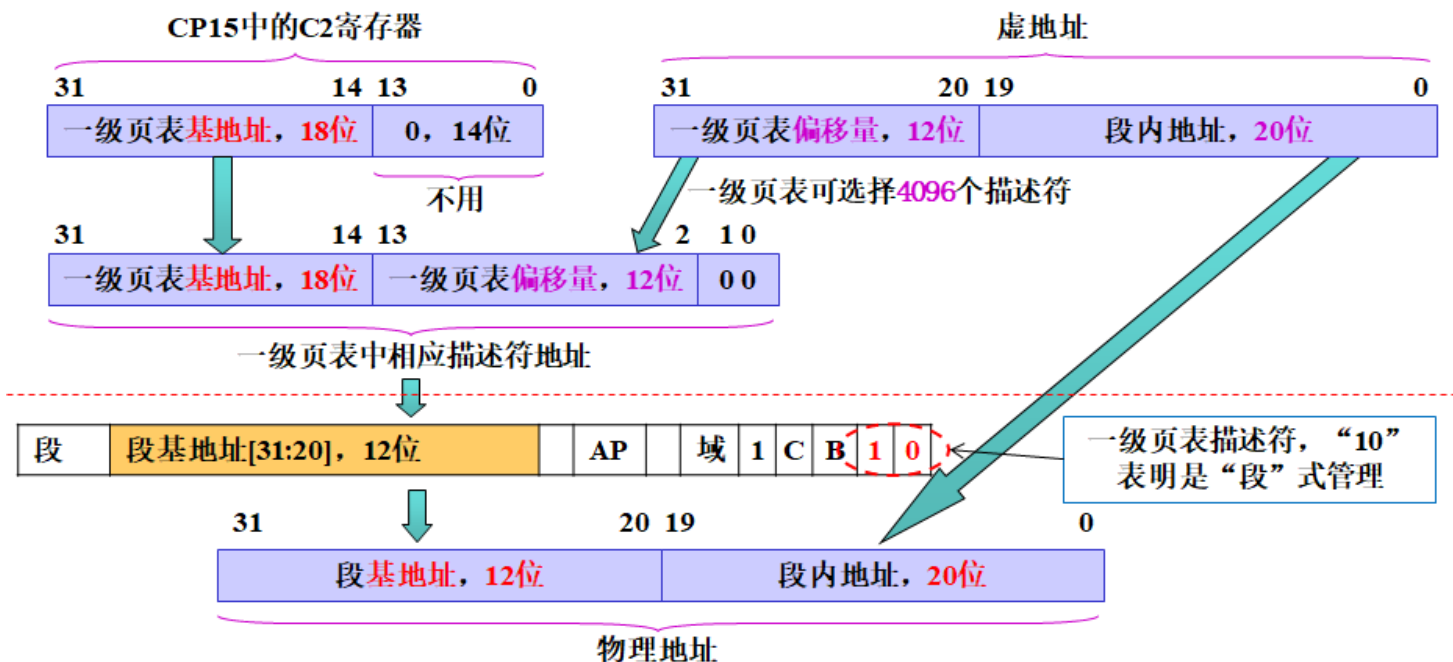 CP15中的C2寄存器
虚地址
31 14 13 0
31 20 19 0
一级页表基地址，18位 0，14位
一级页表偏移量，12位 段内地址，20位
不用
一级页表可选择4096个描述符
31 14 13 2 1 0
一级页表基地址，18位 一级页表偏移量，12位 0 0
一级页表中相应描述符地址
段 段基地址[31:20]，12位 AP 域 1 C B 1 0
一级页表描述符，“10”
表明是“段”式管理
31 20 19 0
段基地址，12位 段内地址，20位
物理地址